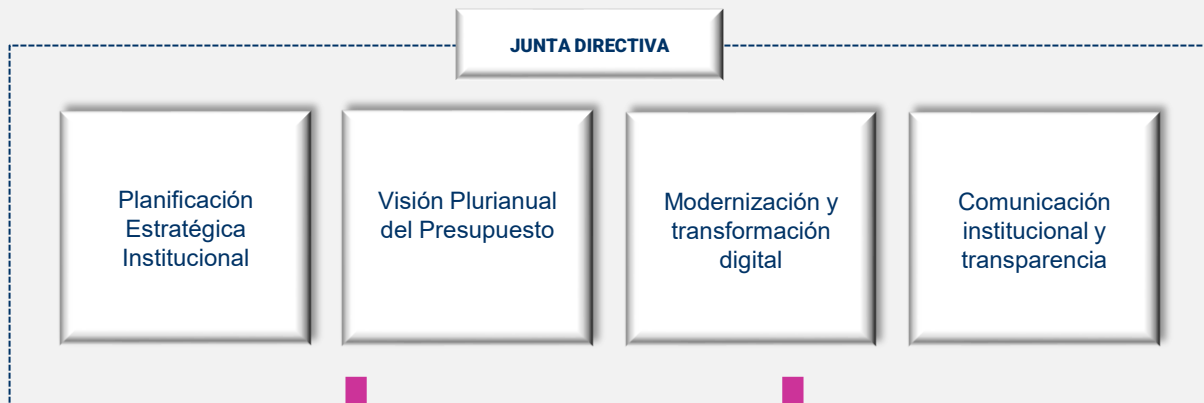 JUNTA DIRECTIVA
Planificación
Estratégica
Institucional
Visión Plurianual
del Presupuesto
Modernización y
transformación
digital
Comunicación
institucional y
transparencia